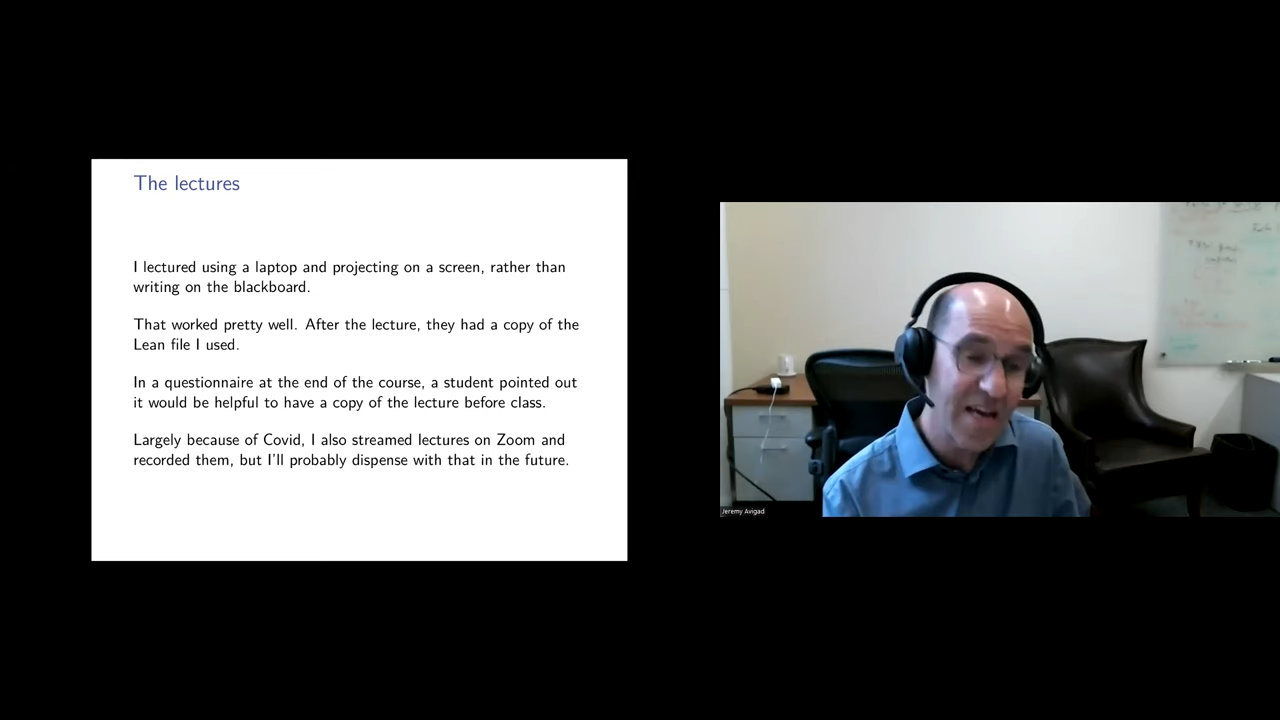 The lectures
I lectured using a laptop and projecting on a screen, rather than
writing on the blackboard.
That worked pretty well. After the lecture, they had a copy of the
Lean file I used.
In a questionnaire at the end of the course, a student pointed out
it would be helpful to have a copy of the lecture before class.
Largely because of Covid, I also streamed lectures on Zoom and
recorded them, but I'll probably dispense with that in the future.
Jeremy Avigad